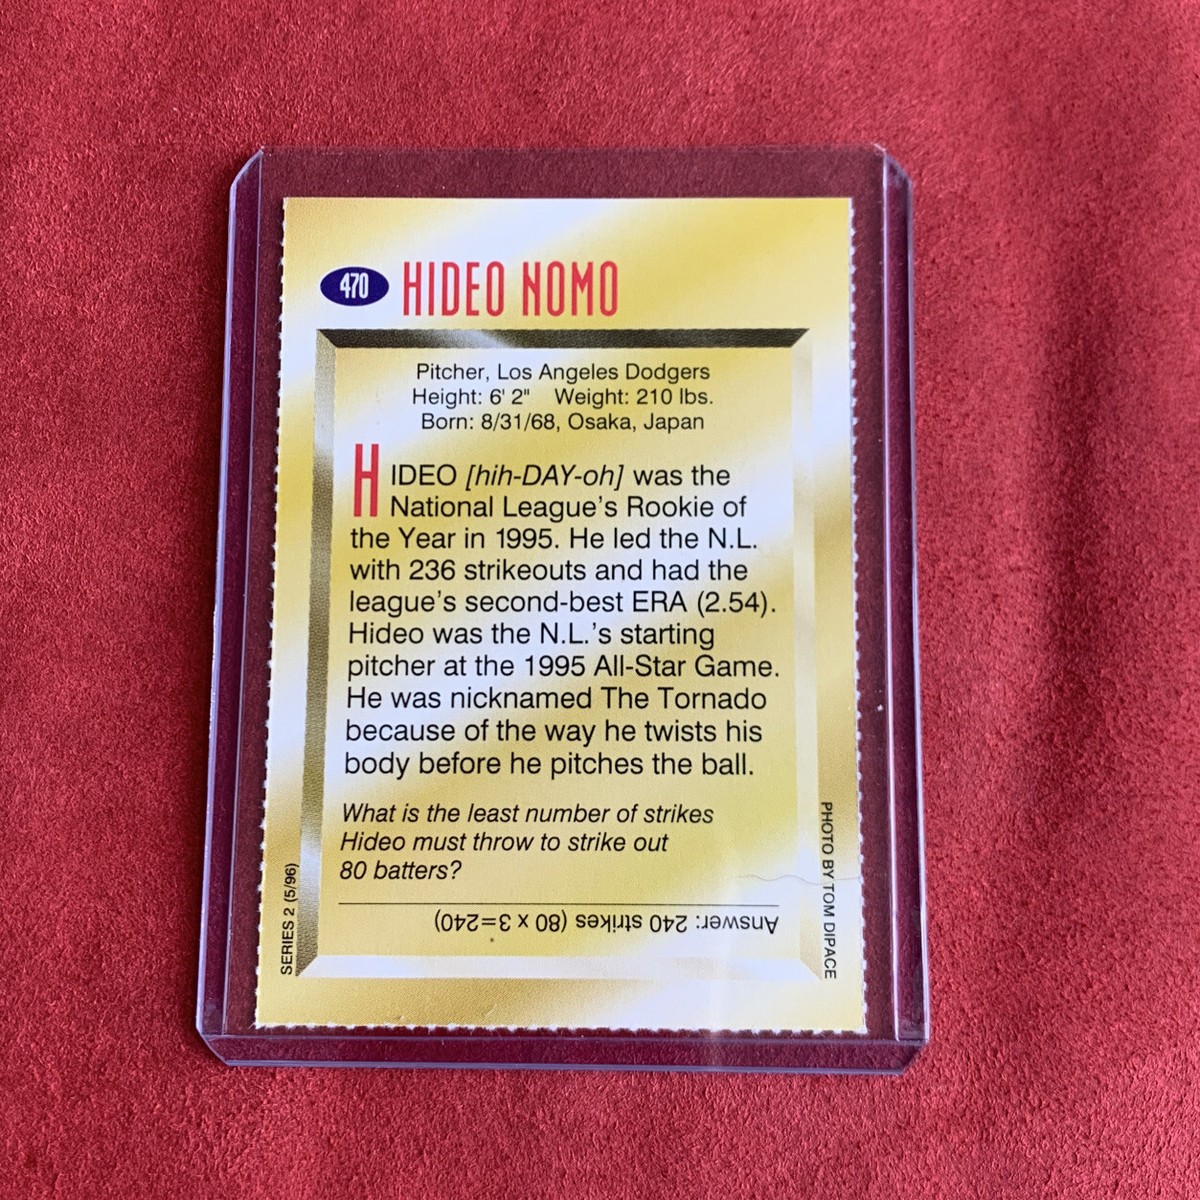 470 HIDEO NOMO
Pitcher, Los Angeles Dodgers
Height: 6' 2" Weight: 210 lbs.
Born: 8/31/68, Osaka, Japan
HIDEO [hih-DAY-oh] was the
National League's Rookie of
the Year in 1995. He led the N.L.
with 236 strikeouts and had the
league's second-best ERA (2.54).
Hideo was the N.L.'s starting
pitcher at the 1995 All-Star Game.
He was nicknamed The Tornado
because of the way he twists his
body before he pitches the ball.
What is the least number of strikes
Hideo must throw to strike out
80 batters?
Answer: 240 strikes (80 x 3=240)
SERIES 2 (5/96)
PHOTO BY TOM DIPACE